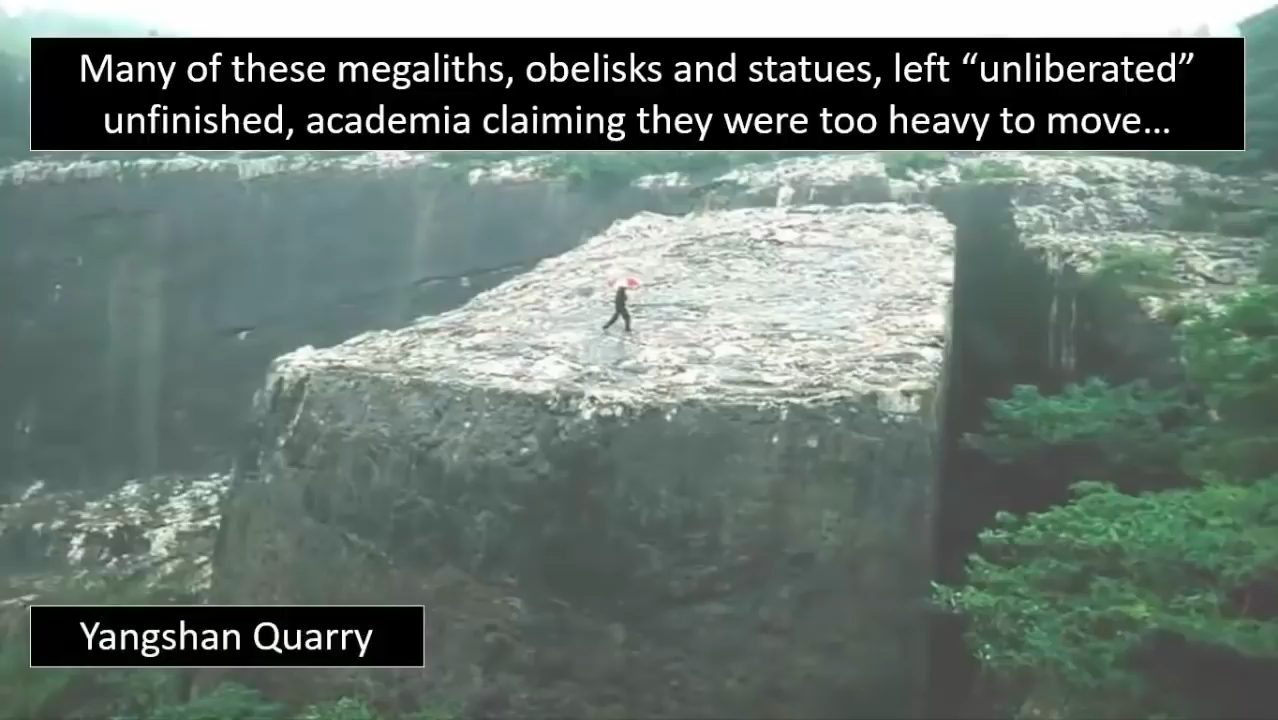 Many of these megaliths, obelisks and statues, left “unliberated”
unfinished, academia claiming they were too heavy to move…
Yangshan Quarry